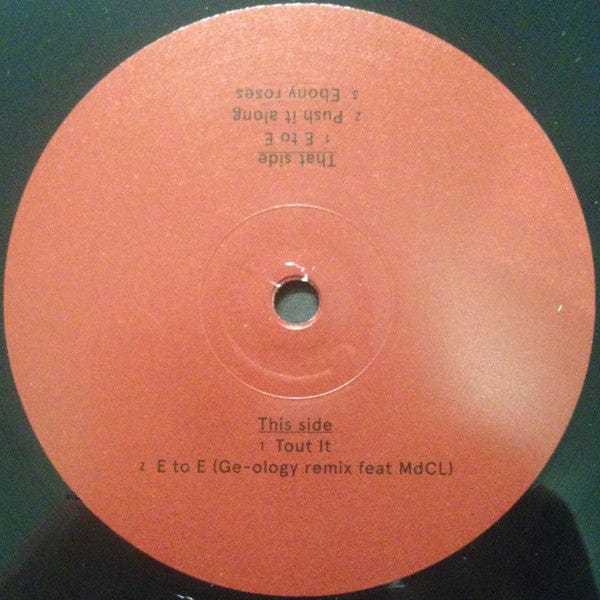 That side
1 E to E
2 Push it along
3 Ebony roses
This side
1 Tout It
2 E to E (Ge-ology remix feat MdCL)